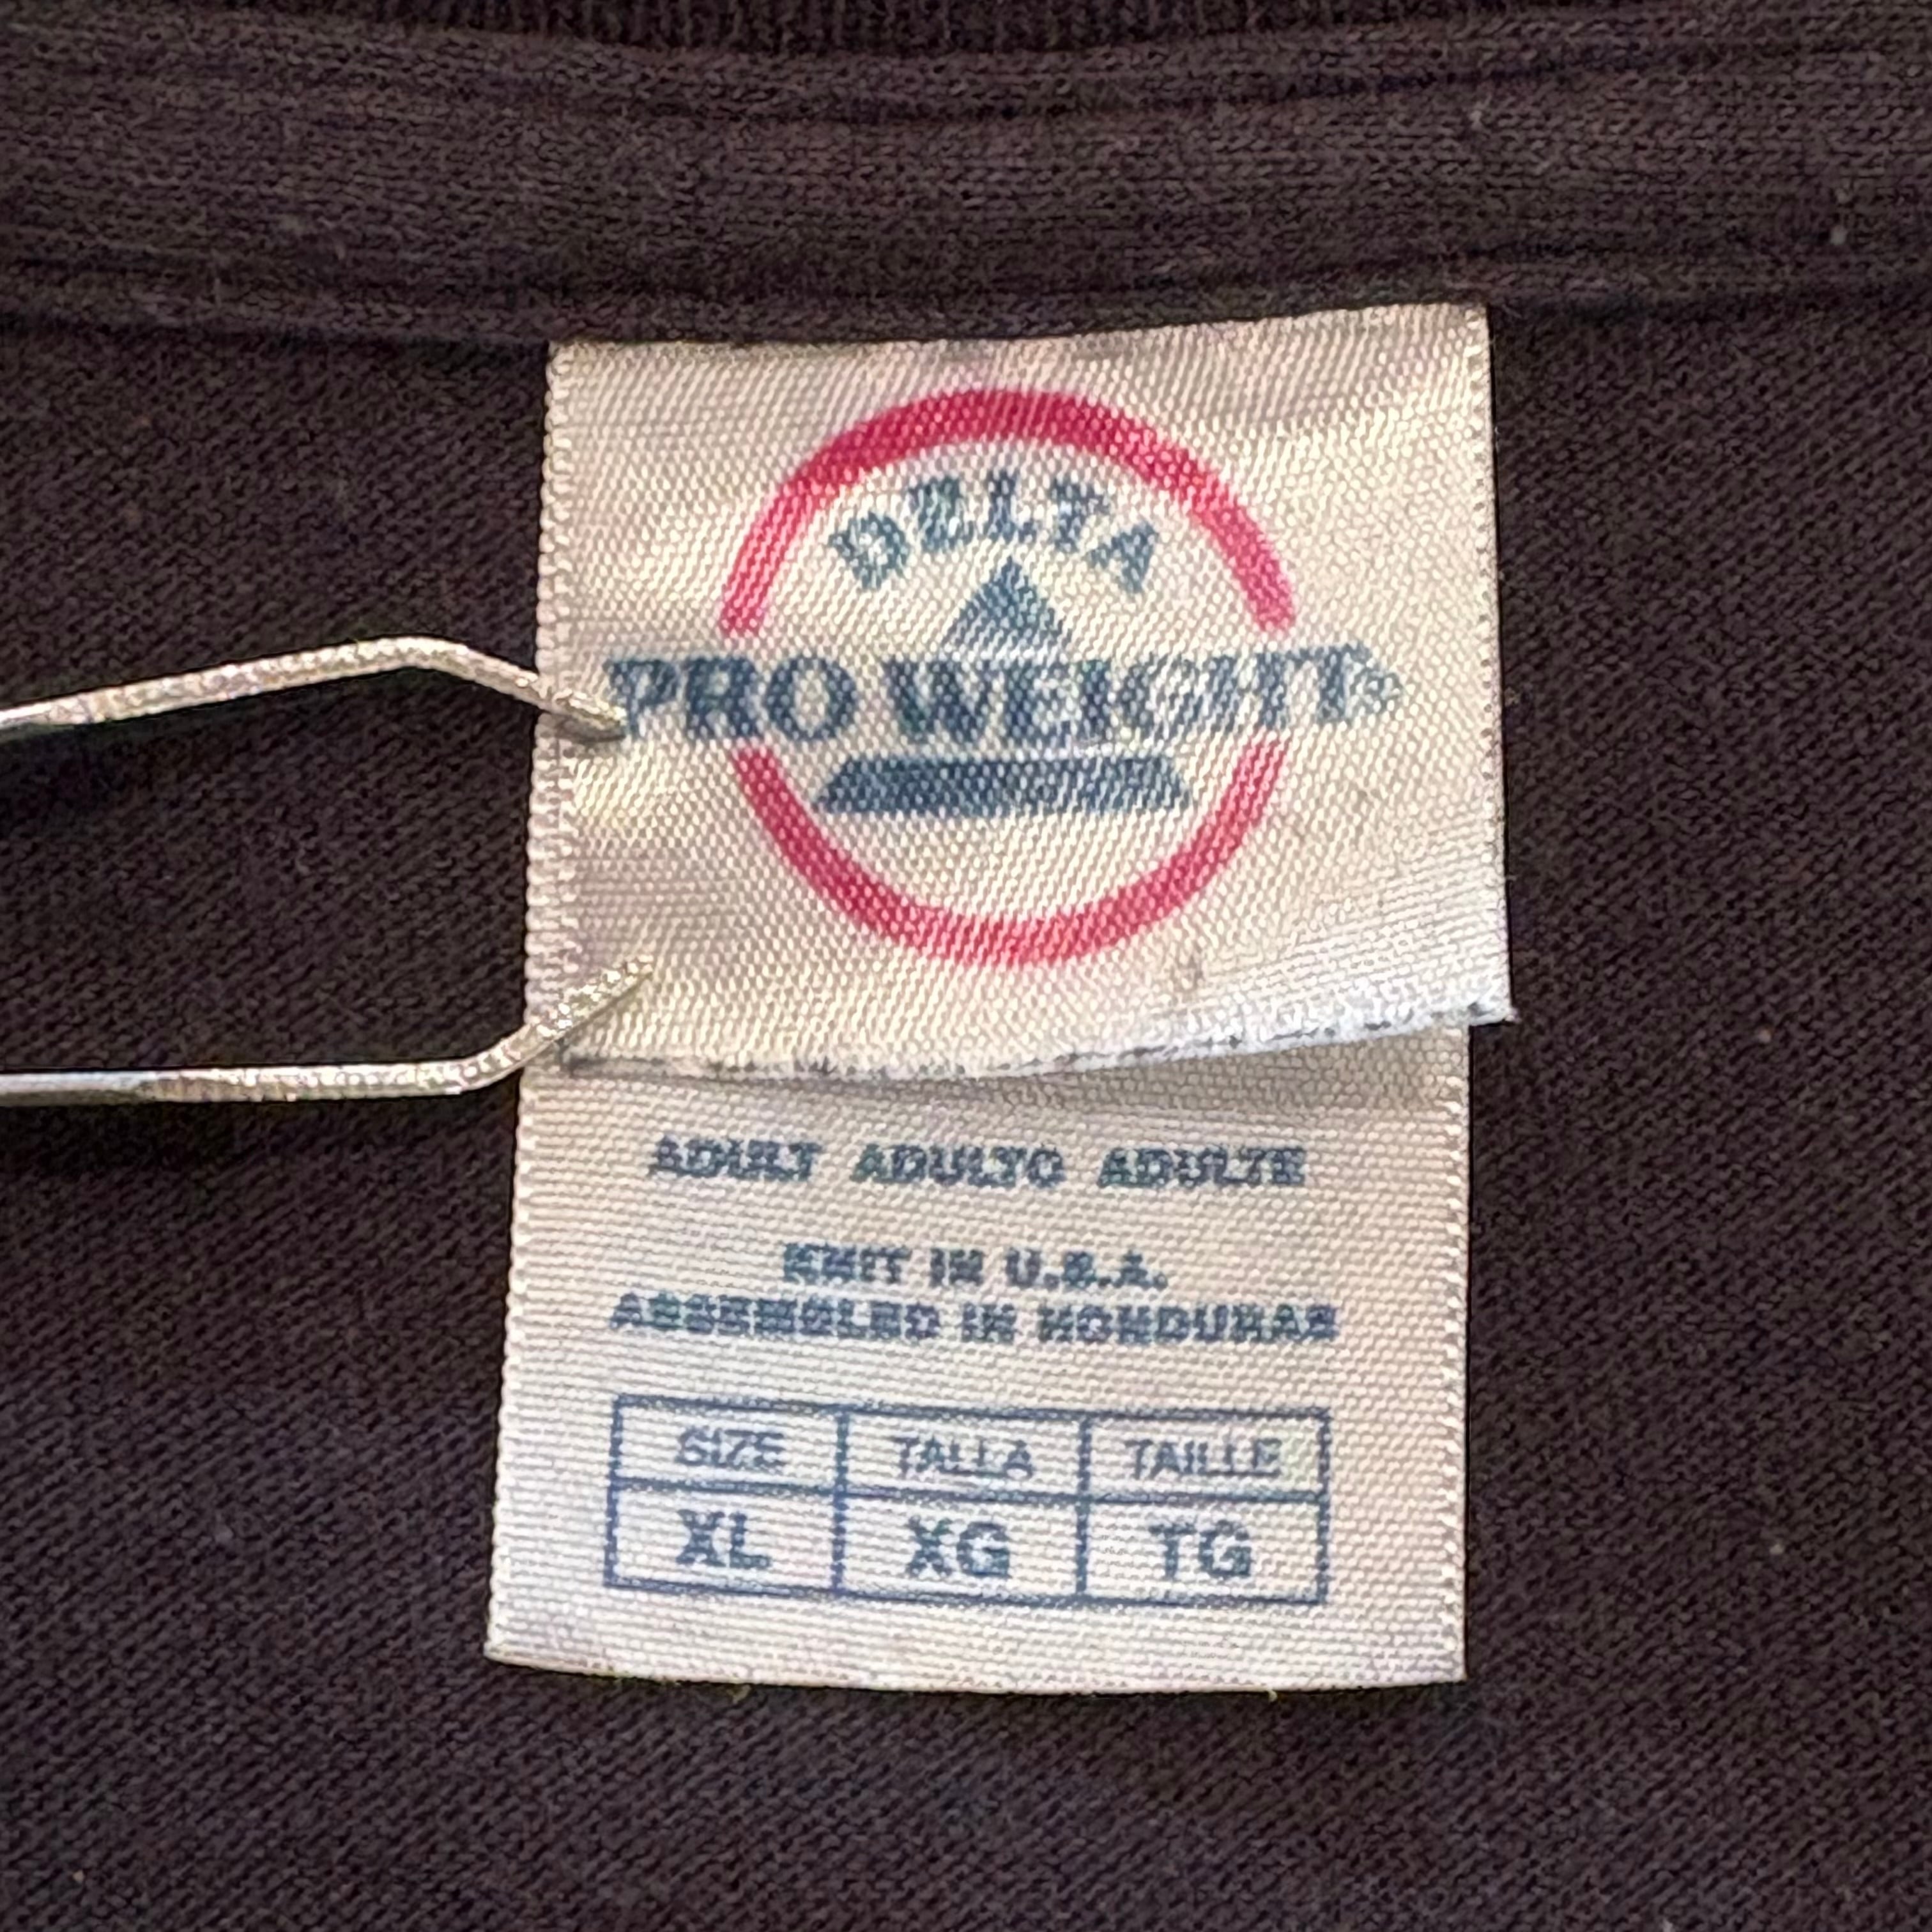 DELTA
PRO WEIGHT®
ADULT ADULTO ADULTE
KNIT IN U.S.A.
ASSEMBLED IN HONDURAS
SIZE TALLA TAILLE
XL XG TG